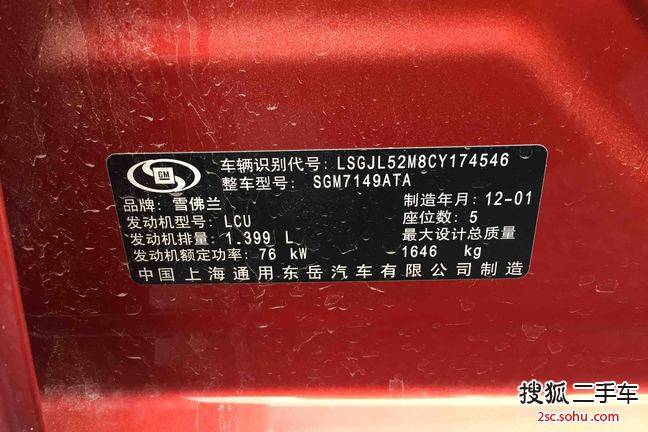 GM
车辆识别代号: LSGJL52M8CY174546
整车型号: SGM7149ATA
品牌: 雪佛兰 制造年月: 12-01
发动机型号: LCU 座位数: 5
发动机排量: 1.399 L 最大设计总质量
发动机额定功率: 76 kW 1646 kg
中国上海通用东岳汽车有限公司制造
搜狐二手车
2sc.sohu.com